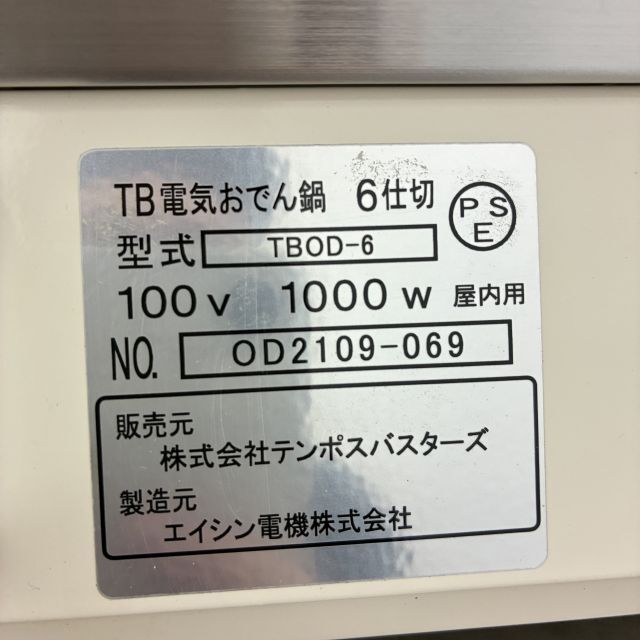 TB電気おでん鍋 6仕切
PSE
型式 TBOD-6
100v 1000w 屋内用
NO. OD2109-069
販売元
株式会社テンポスバスターズ
製造元
エイシン電機株式会社